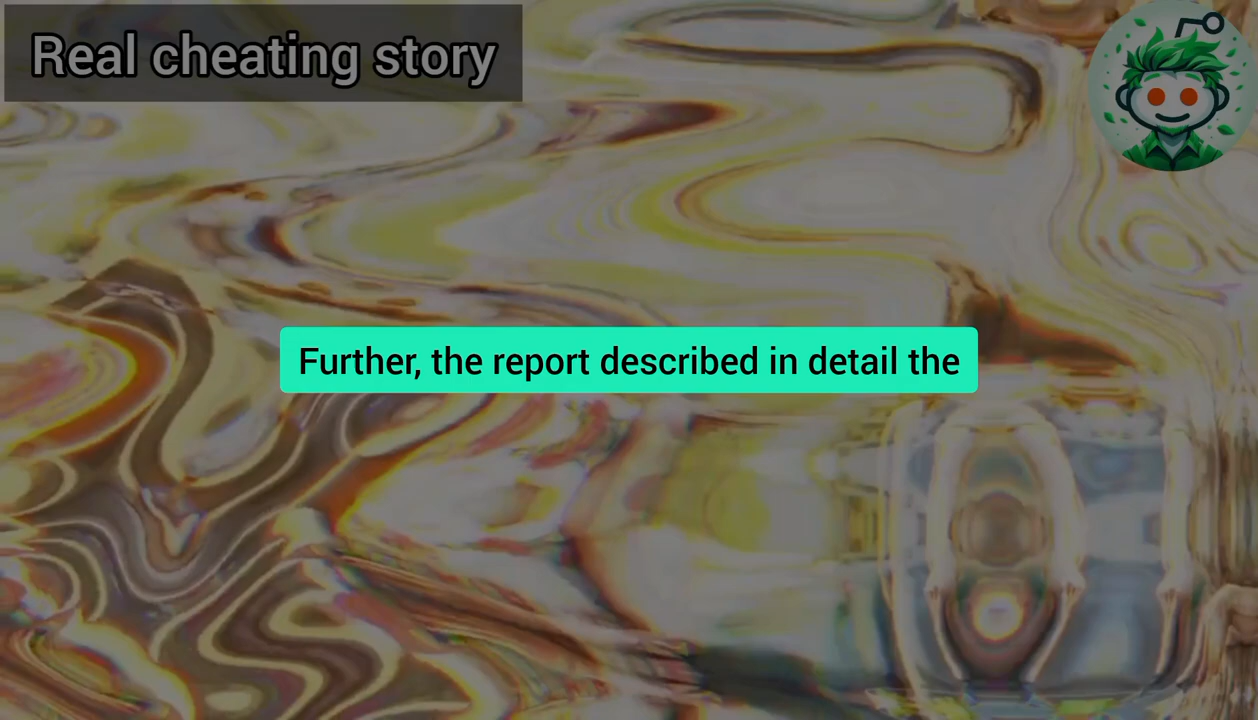 Real cheating story
Further, the report described in detail the